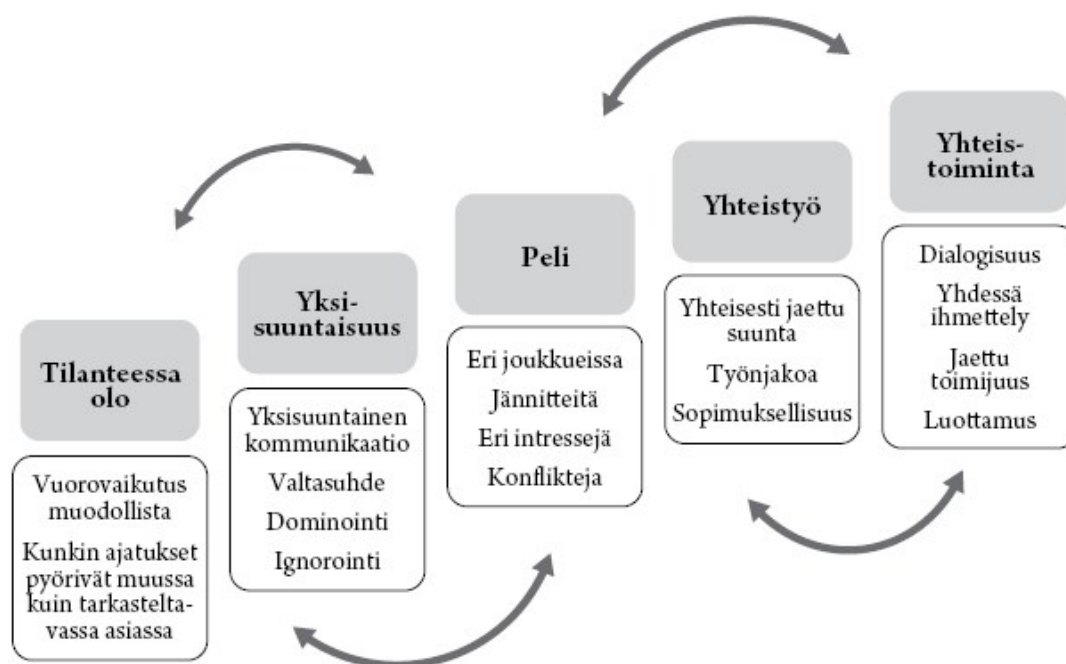 Tilanteessa
olo
Vuorovaikutus
muodollista
Kunkin ajatukset
pyörivät muussa
kuin tarkastelta-
vassa asiassa
Yksi-
suuntaisuus
Yksisuuntainen
kommunikaatio
Valtasuhde
Dominointi
Ignorointi
Peli
Eri joukkueissa
Jännitteitä
Eri intressejä
Konflikteja
Yhteistyö
Yhteisesti jaettu
suunta
Työnjakoa
Sopimuksellisuus
Yhteis-
toiminta
Dialogisuus
Yhdessä
ihmettely
Jaettu
toimijuus
Luottamus